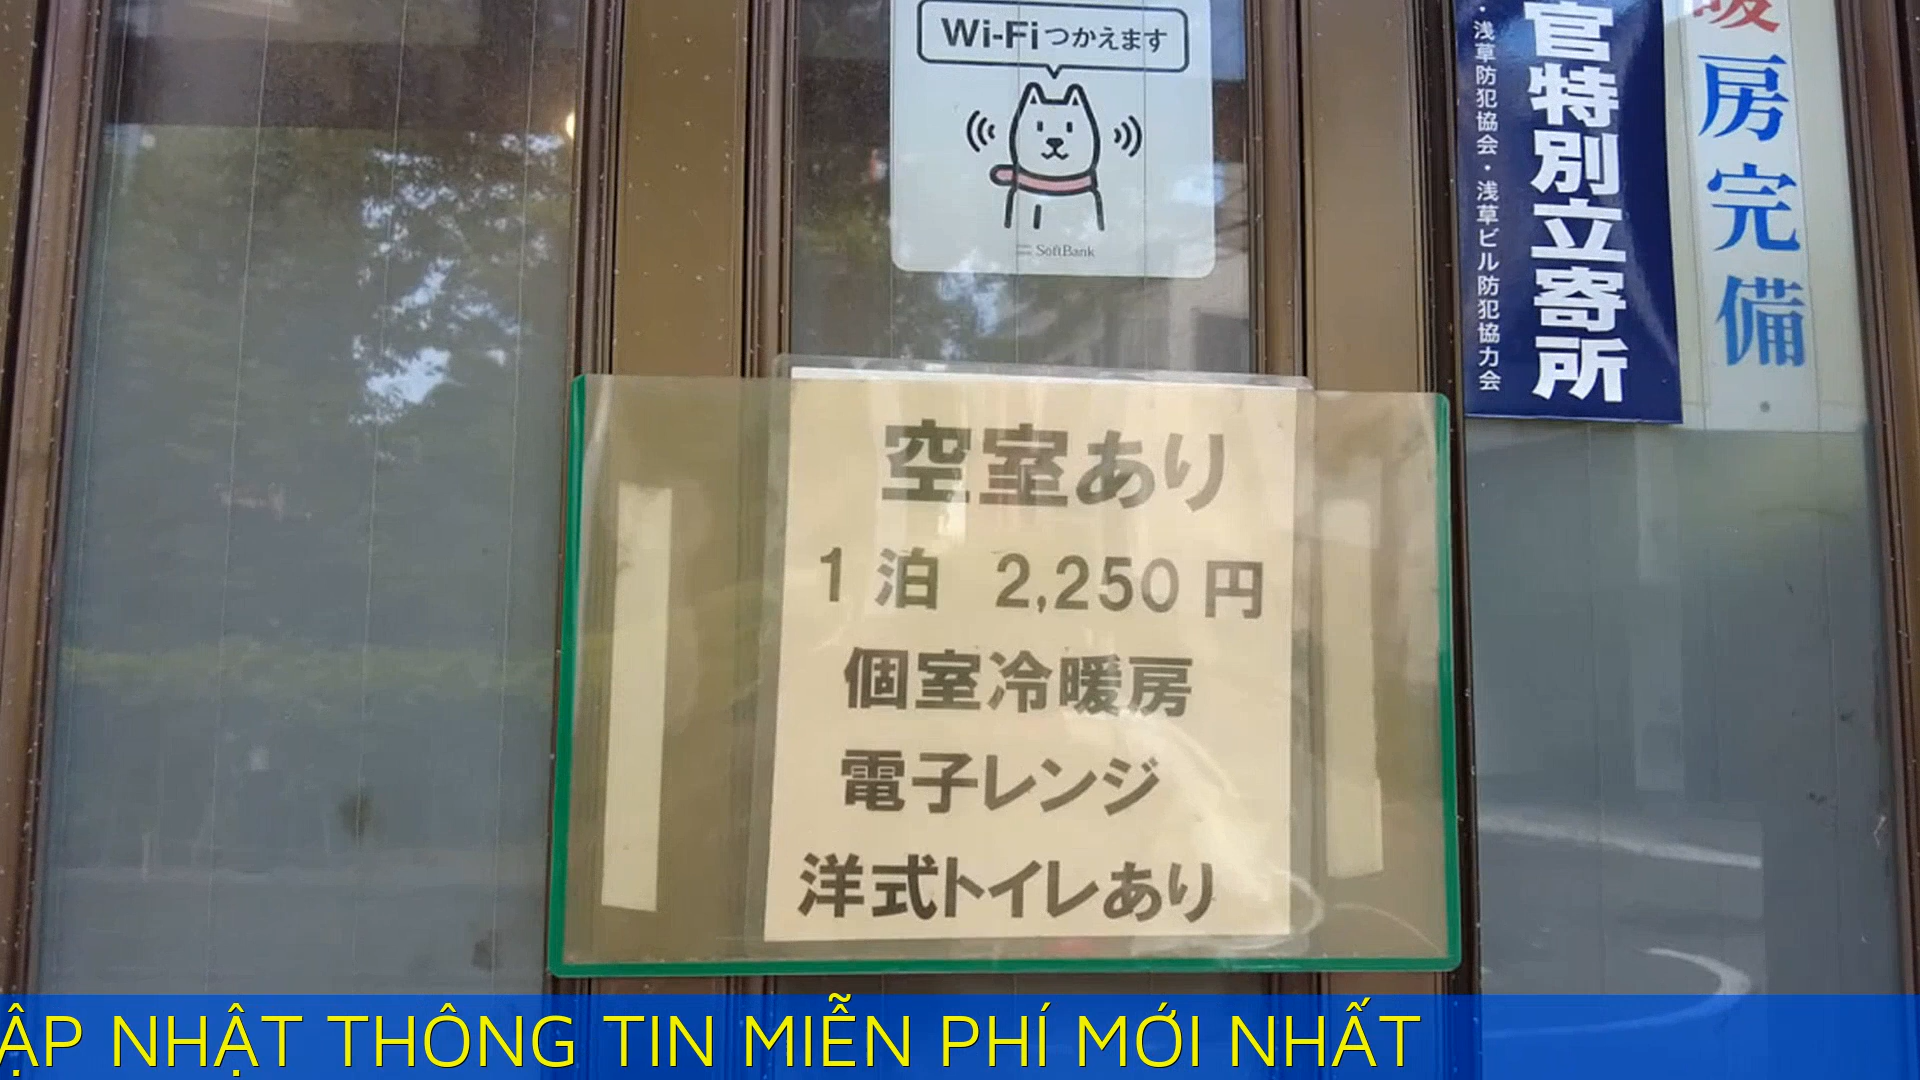 Wi-Fiつかえます
SoftBank
空室あり
1泊 2,250円
個室冷暖房
電子レンジ
洋式トイレあり
官特別立寄所
・浅草防犯協会・浅草ビル防犯協力会
暖房完備
ẬP NHẬT THÔNG TIN MIỄN PHÍ MỚI NHẤT